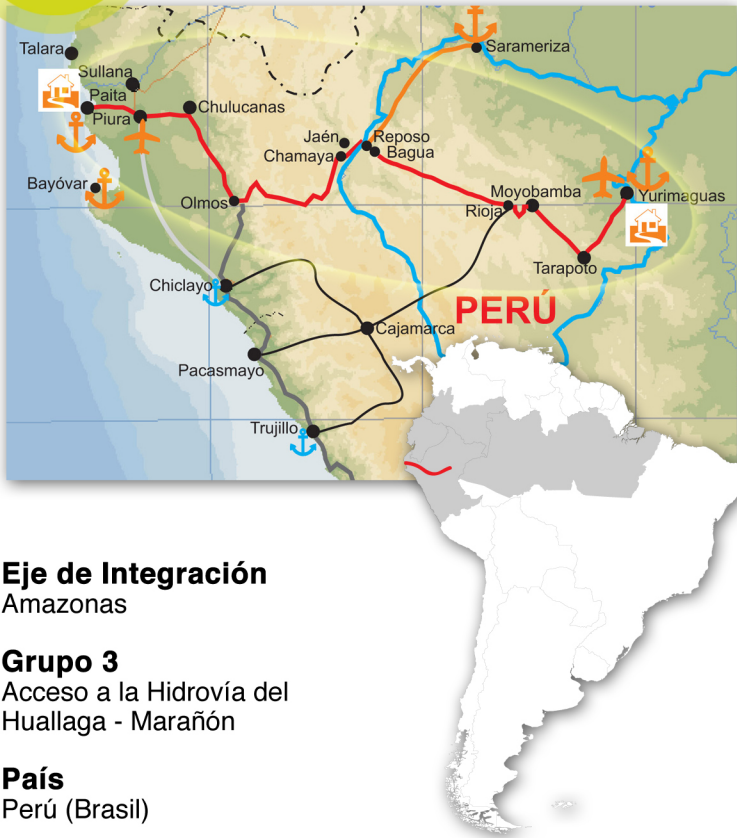 Talara
Sarameriza
Sullana
Paita
Piura
Chulucanas
Jaén
Reposo
Chamaya
Bagua
Bayóvar
Moyobamba
Yurimaguas
Olmos
Rioja
Tarapoto
Chiclayo
PERÚ
Cajamarca
Pacasmayo
Trujillo
Eje de Integración
Amazonas
Grupo 3
Acceso a la Hidrovía del
Huallaga - Marañón
País
Perú (Brasil)